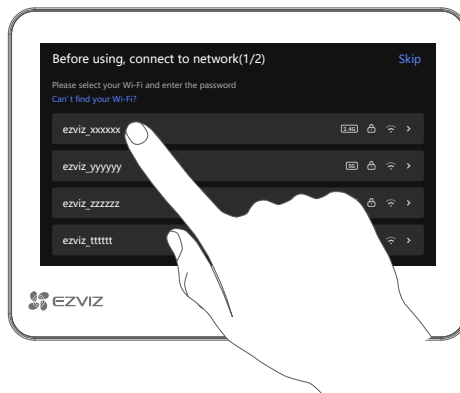 Before using, connect to network(1/2) Skip
Please select your Wi-Fi and enter the password
Can't find your Wi-Fi?
ezviz_xxxxxx 2.4G
ezviz_yyyyyy 5G
ezviz_zzzzzz
ezviz_tttttt
EZVIZ